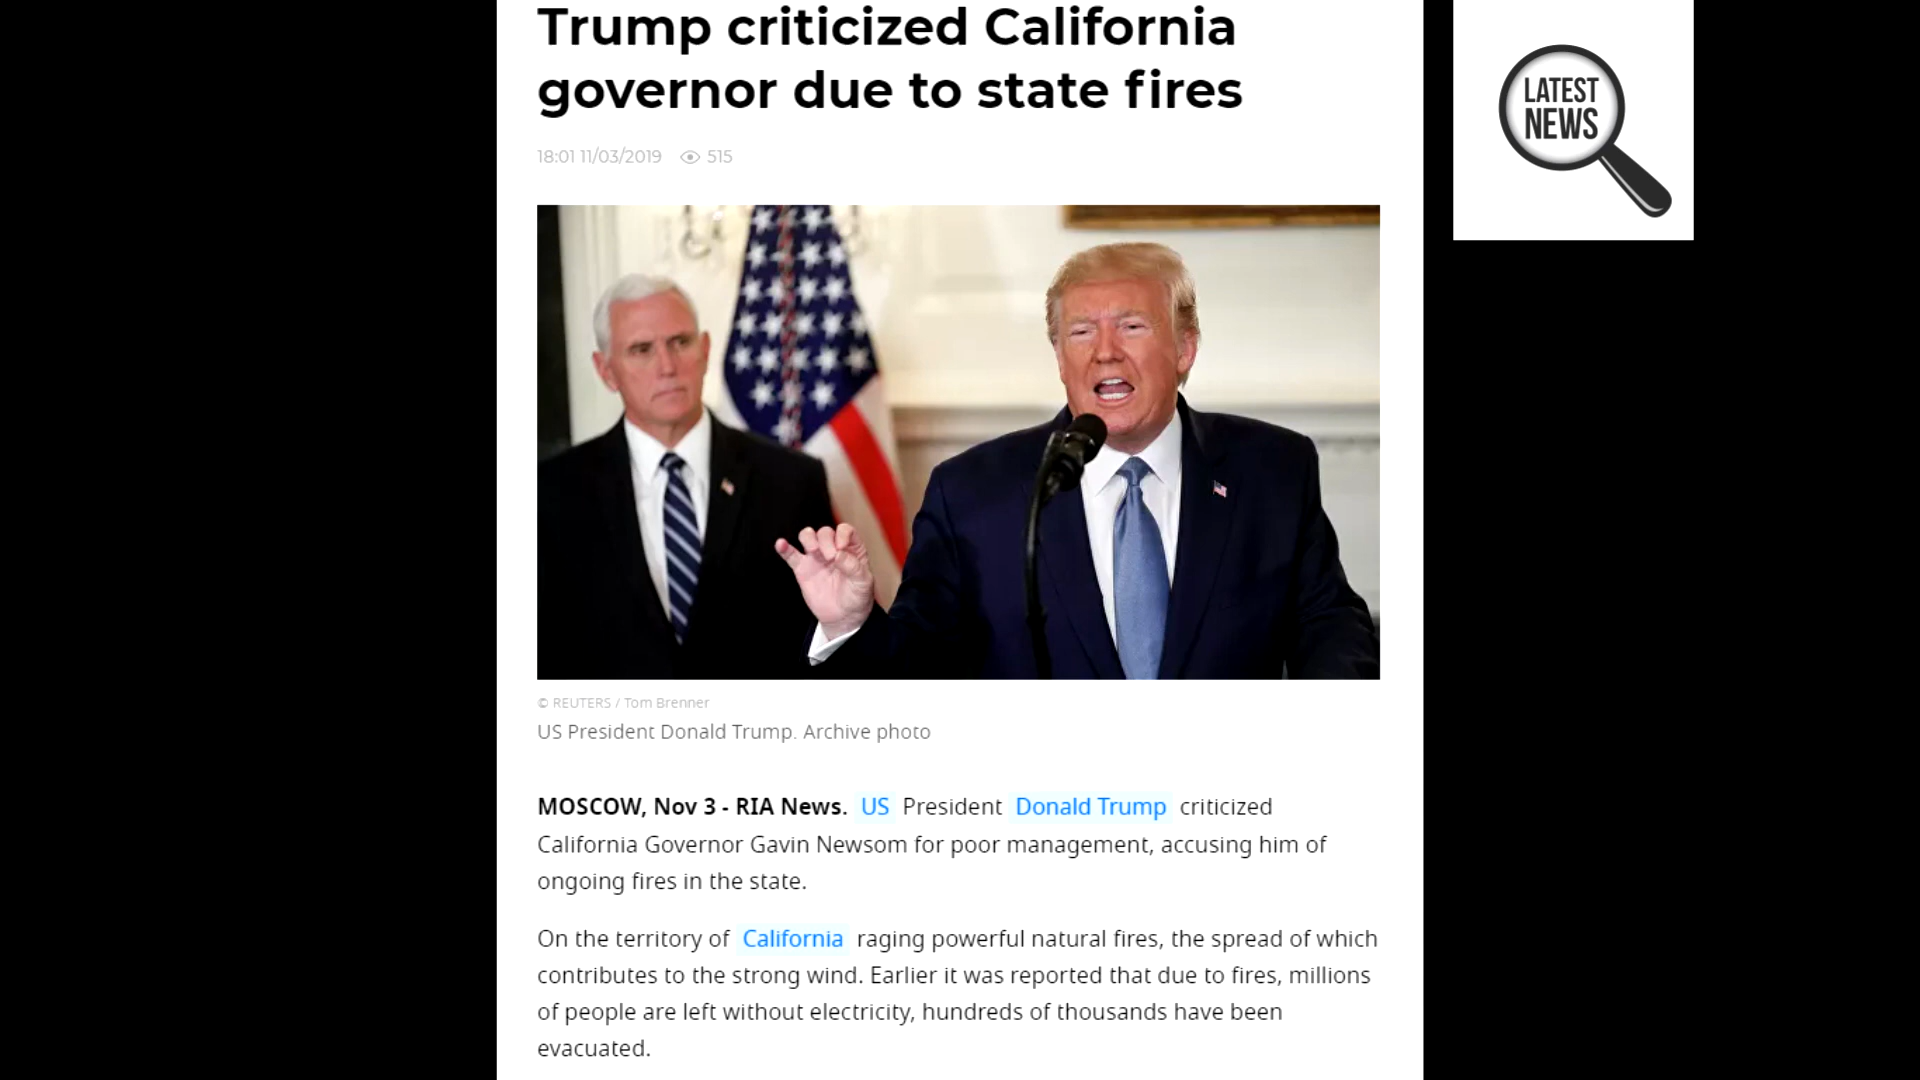 Trump criticized California
governor due to state fires
18:01 11/03/2019 515
LATEST
NEWS
© REUTERS / Tom Brenner
US President Donald Trump. Archive photo
MOSCOW, Nov 3 - RIA News. US President Donald Trump criticized
California Governor Gavin Newsom for poor management, accusing him of
ongoing fires in the state.
On the territory of California raging powerful natural fires, the spread of which
contributes to the strong wind. Earlier it was reported that due to fires, millions
of people are left without electricity, hundreds of thousands have been
evacuated.